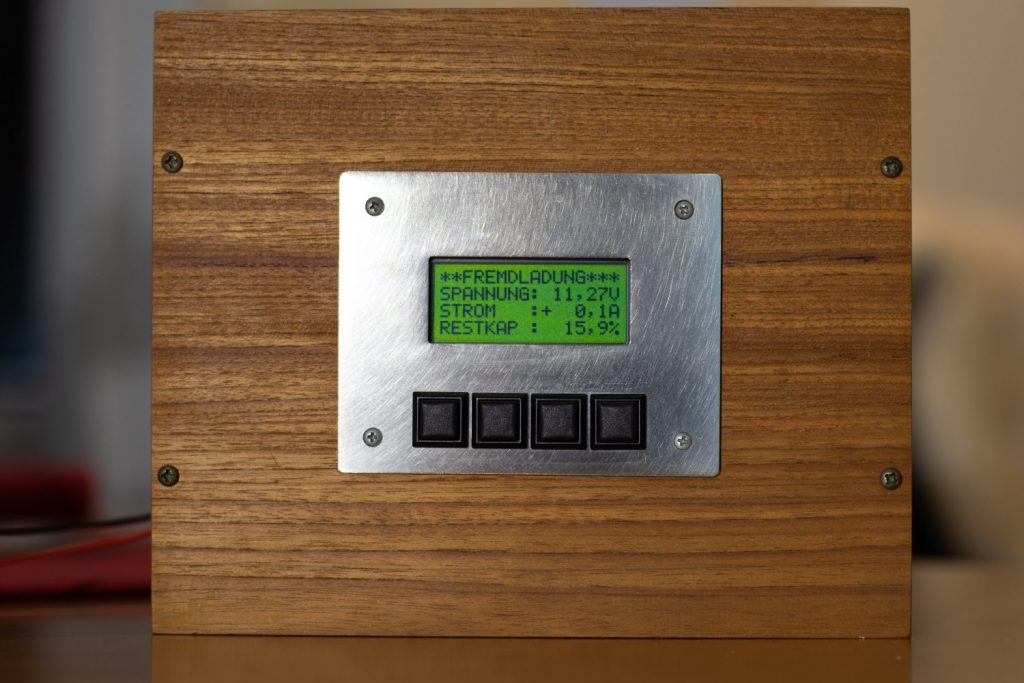 **FREMDLADUNG***
SPANNUNG: 11,27V
STROM   :+  0,1A
RESTKAP :  15,9%